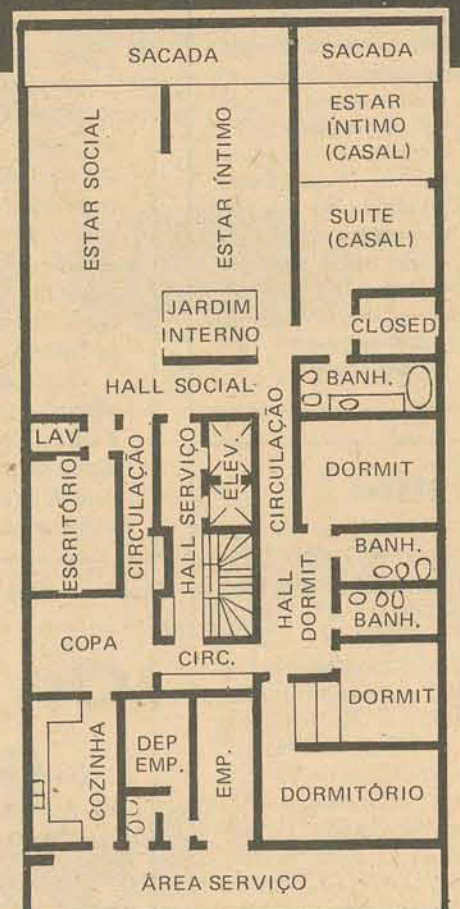 SACADA
SACADA
ESTAR SOCIAL
ESTAR ÍNTIMO
ESTAR
ÍNTIMO
(CASAL)
SUITE
(CASAL)
JARDIM
INTERNO
CLOSED
HALL SOCIAL
BANH.
LAV
ESCRITÓRIO
CIRCULAÇÃO
HALL SERVIÇO
ELEV.
CIRCULAÇÃO
DORMIT
BANH.
HALL
DORMIT
BANH.
COPA
CIRC.
DORMIT
COZINHA
DEP
EMP.
EMP.
DORMITÓRIO
ÁREA SERVIÇO